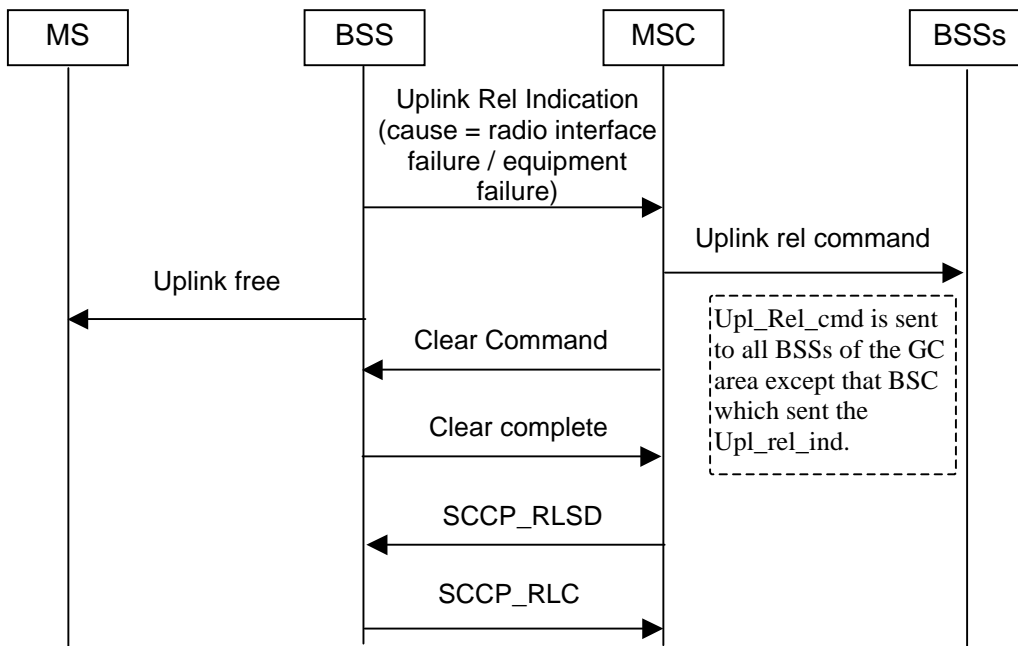 MS
BSS
MSC
BSSs
Uplink Rel Indication
(cause = radio interface
failure / equipment
failure)
Uplink rel command
Uplink free
Upl_Rel_cmd is sent
to all BSSs of the GC
area except that BSC
which sent the
Upl_rel_ind.
Clear Command
Clear complete
SCCP_RLSD
SCCP_RLC